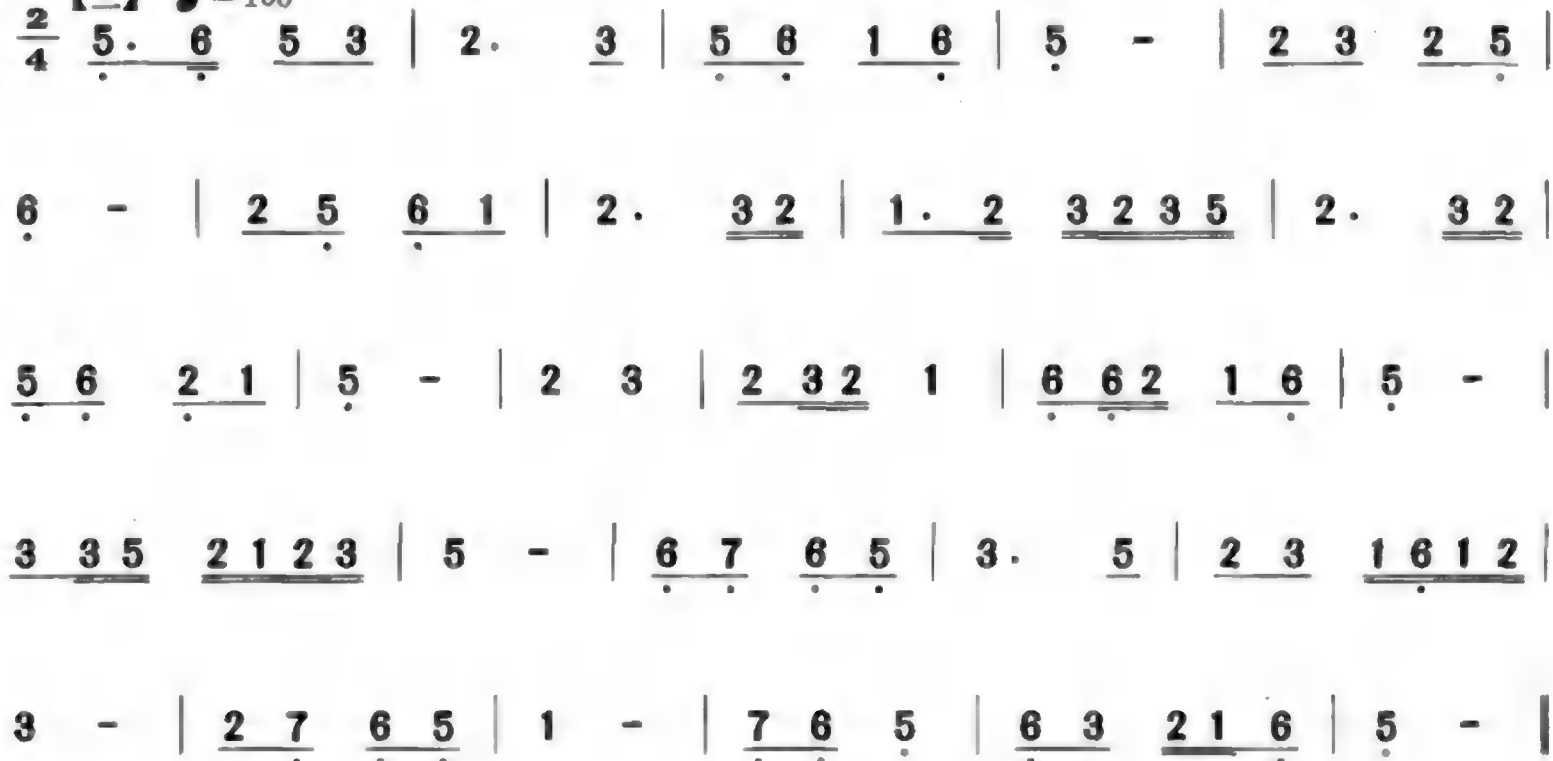 2/4 5̣. 6̣ 5 3 | 2. 3 | 5̣ 6̣ 1 6̣ | 5̣ - | 2 3 2 5̣ |
6̣ - | 2 5̣ 6̣ 1 | 2. 3 2 | 1. 2 3 2 3 5 | 2. 3 2 |
5̣ 6̣ 2̣ 1 | 5̣ - | 2 3 | 2 3 2 1 | 6̣ 6̣ 2 1 6̣ | 5̣ - |
3 3 5 2 1 2 3 | 5 - | 6̣ 7̣ 6̣ 5̣ | 3. 5 | 2 3 1 6̣ 1 2 |
3 - | 2 7̣ 6̣ 5̣ | 1 - | 7̣ 6̣ 5̣ | 6̣ 3 2 1 6̣ | 5̣ - |